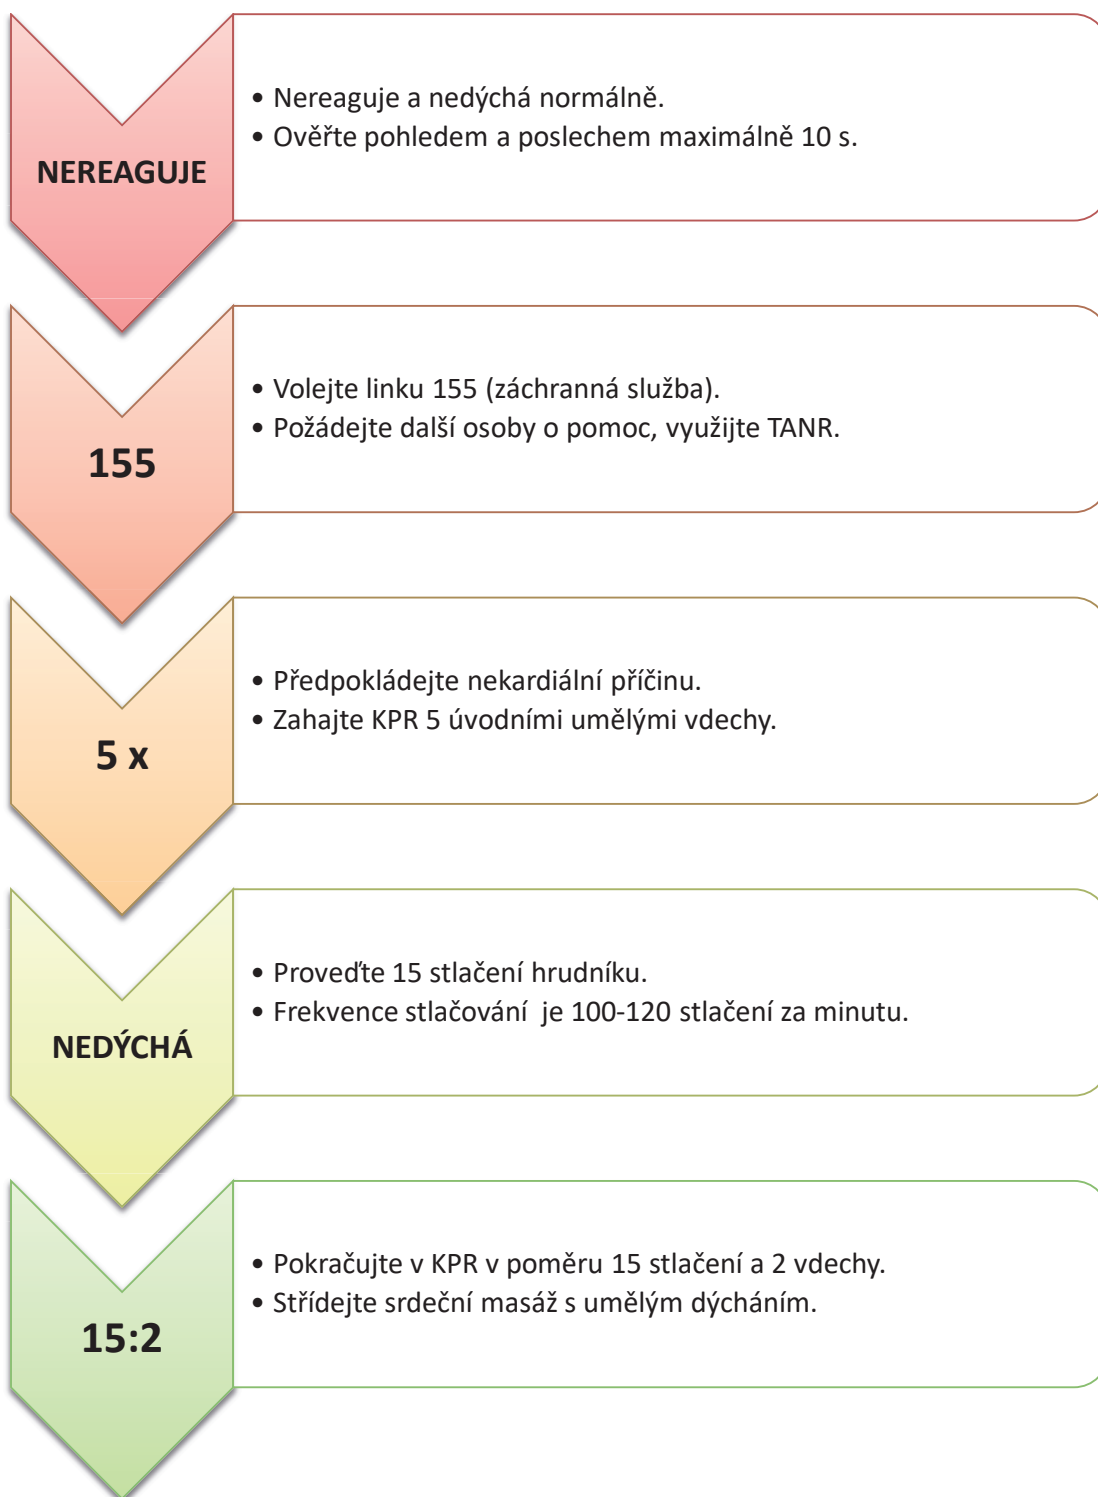 NEREAGUJE
• Nereaguje a nedýchá normálně.
• Ověřte pohledem a poslechem maximálně 10 s.
155
• Volejte linku 155 (záchranná služba).
• Požádejte další osoby o pomoc, využijte TANR.
5 x
• Předpokládejte nekardiální příčinu.
• Zahajte KPR 5 úvodními umělými vdechy.
NEDÝCHÁ
• Proveďte 15 stlačení hrudníku.
• Frekvence stlačování  je 100-120 stlačení za minutu.
15:2
• Pokračujte v KPR v poměru 15 stlačení a 2 vdechy.
• Střídejte srdeční masáž s umělým dýcháním.